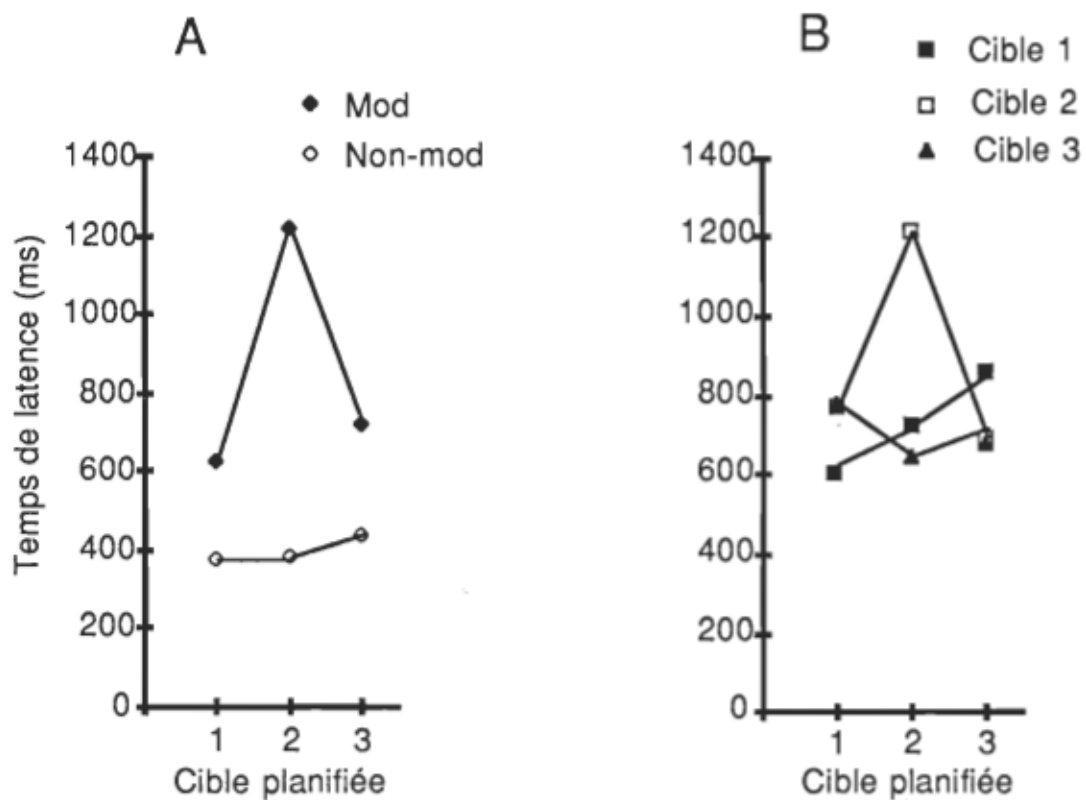 A
Mod
Non-mod
Temps de latence (ms)
1400
1200
1000
800
600
400
200
0
1 2 3
Cible planifiée
B
Cible 1
Cible 2
Cible 3
1400
1200
1000
800
600
400
200
0
1 2 3
Cible planifiée